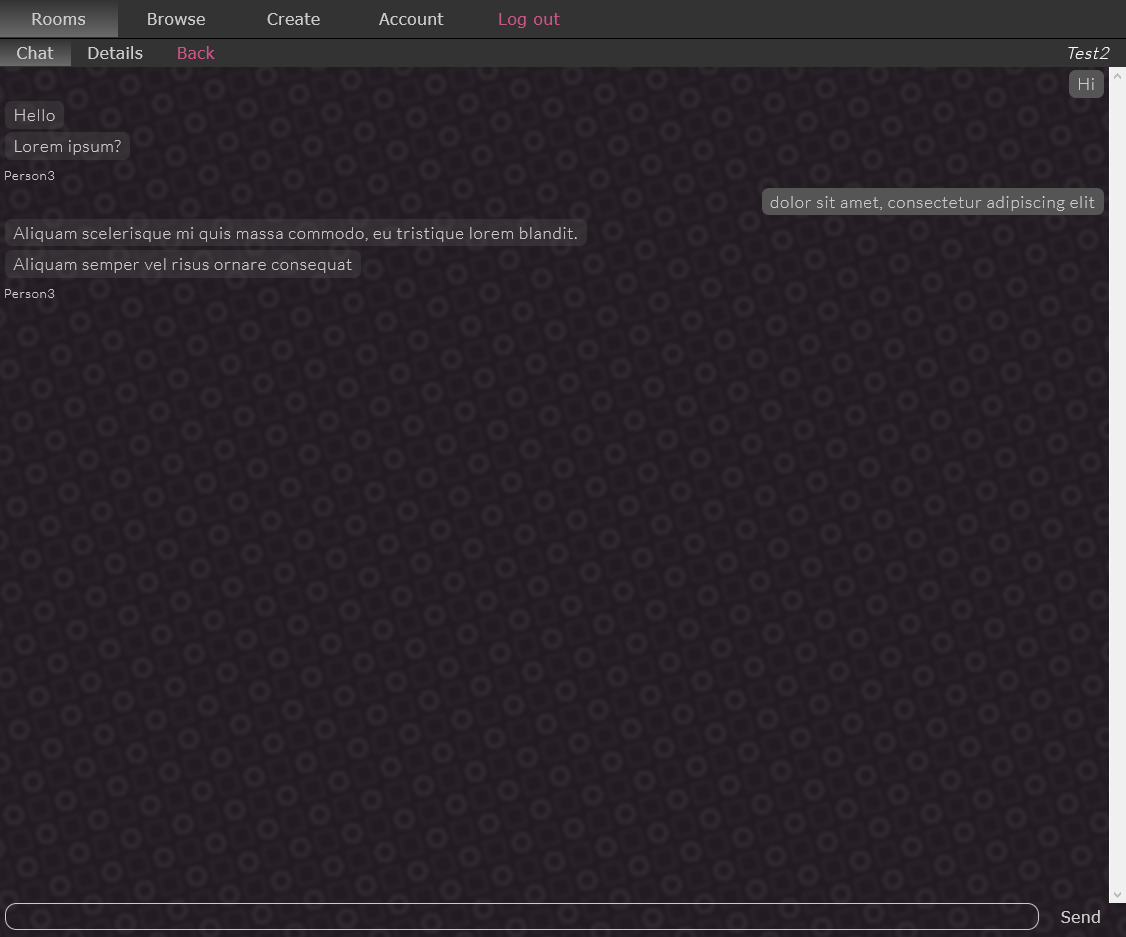 Rooms Browse Create Account Log out
Chat Details Back Test2
Hi
Hello
Lorem ipsum?
Person3
dolor sit amet, consectetur adipiscing elit
Aliquam scelerisque mi quis massa commodo, eu tristique lorem blandit.
Aliquam semper vel risus ornare consequat
Person3
Send